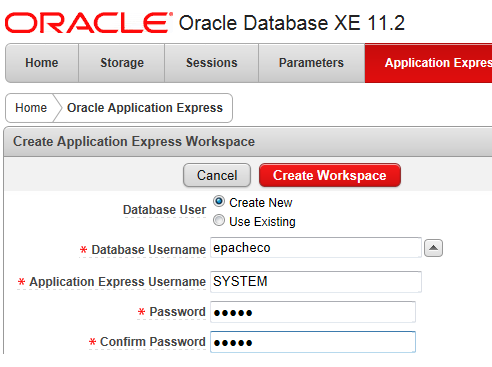 ORACLE® Oracle Database XE 11.2
Home Storage Sessions Parameters Application Expres
Home Oracle Application Express
Create Application Express Workspace
Cancel Create Workspace
Database User Create New
Use Existing
* Database Username epacheco
* Application Express Username SYSTEM
* Password •••••
* Confirm Password •••••